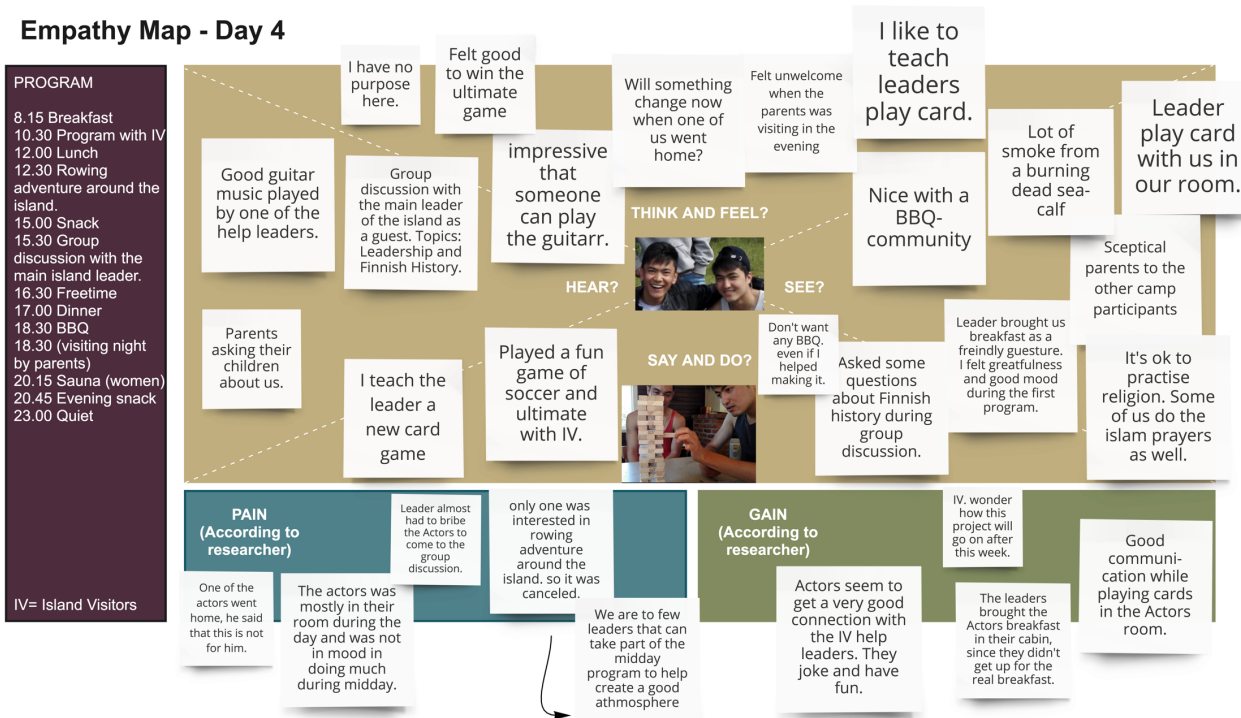 Empathy Map - Day 4
PROGRAM
8.15 Breakfast
10.30 Program with IV
12.00 Lunch
12.30 Rowing
adventure around the
island.
15.00 Snack
15.30 Group
discussion with the
main island leader.
16.30 Freetime
17.00 Dinner
18.30 BBQ
18.30 (visiting night
by parents)
20.15 Sauna (women)
20.45 Evening snack
23.00 Quiet
IV= Island Visitors
I have no
purpose
here.
Felt good
to win the
ultimate
game
Will something
change now
when one of
us went
home?
Felt unwelcome
when the
parents was
visiting in the
evening
I like to
teach
leaders
play card.
Leader
play card
with us in
our room.
Good guitar
music played
by one of the
help leaders.
Group
discussion with
the main leader
of the island as
a guest. Topics:
Leadership and
Finnish History.
impressive
that
someone
can play
the guitarr.
THINK AND FEEL?
Nice with a
BBQ-
community
Lot of
smoke from
a burning
dead sea-
calf
Sceptical
parents to the
other camp
participants
HEAR?
SEE?
Parents
asking their
children
about us.
I teach the
leader a
new card
game
Played a fun
game of
soccer and
ultimate
with IV.
SAY AND DO?
Don't want
any BBQ.
even if I
helped
making it.
Asked some
questions
about Finnish
history during
group
discussion.
Leader brought us
breakfast as a
freindly guesture.
I felt greatfulness
and good mood
during the first
program.
It's ok to
practise
religion. Some
of us do the
islam prayers
as well.
PAIN
(According to
researcher)
Leader almost
had to bribe
the Actors to
come to the
group
discussion.
only one was
interested in
rowing
adventure
around the
island. so it was
canceled.
One of the
actors went
home, he said
that this is not
for him.
The actors was
mostly in their
room during the
day and was not
in mood in
doing much
during midday.
We are to few
leaders that can
take part of the
midday
program to help
create a good
athmosphere
GAIN
(According to
researcher)
Actors seem to
get a very good
connection with
the IV help
leaders. They
joke and have
fun.
IV. wonder
how this
project will
go on after
this week.
The leaders
brought the
Actors breakfast
in their cabin,
since they didn't
get up for the
real breakfast.
Good
communi-
cation while
playing cards
in the Actors
room.